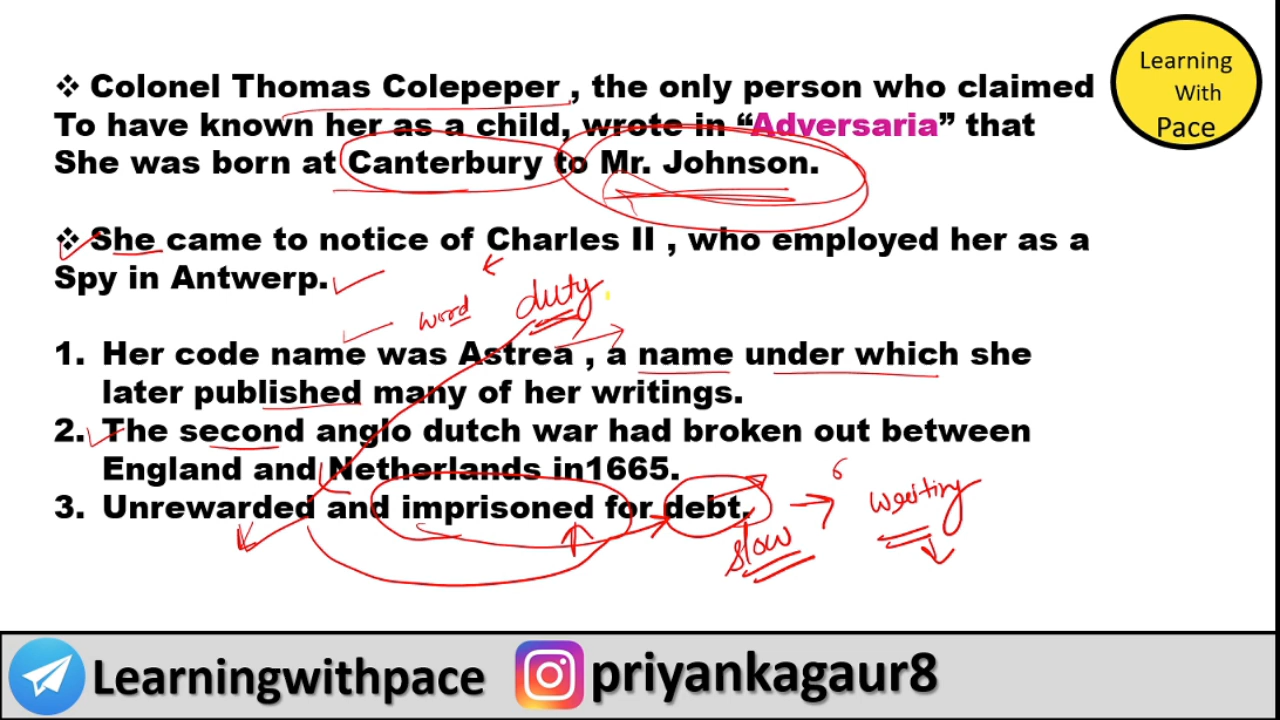 ❖ Colonel Thomas Colepeper , the only person who claimed
To have known her as a child, wrote in “Adversaria” that
She was born at Canterbury to Mr. Johnson.
❖ She came to notice of Charles II , who employed her as a
Spy in Antwerp.
word duty
1. Her code name was Astrea , a name under which she
later published many of her writings.
2. The second anglo dutch war had broken out between
England and Netherlands in1665.
3. Unrewarded and imprisoned for debt.
slow
Learning
With
Pace
Learningwithpace
priyankagaur8